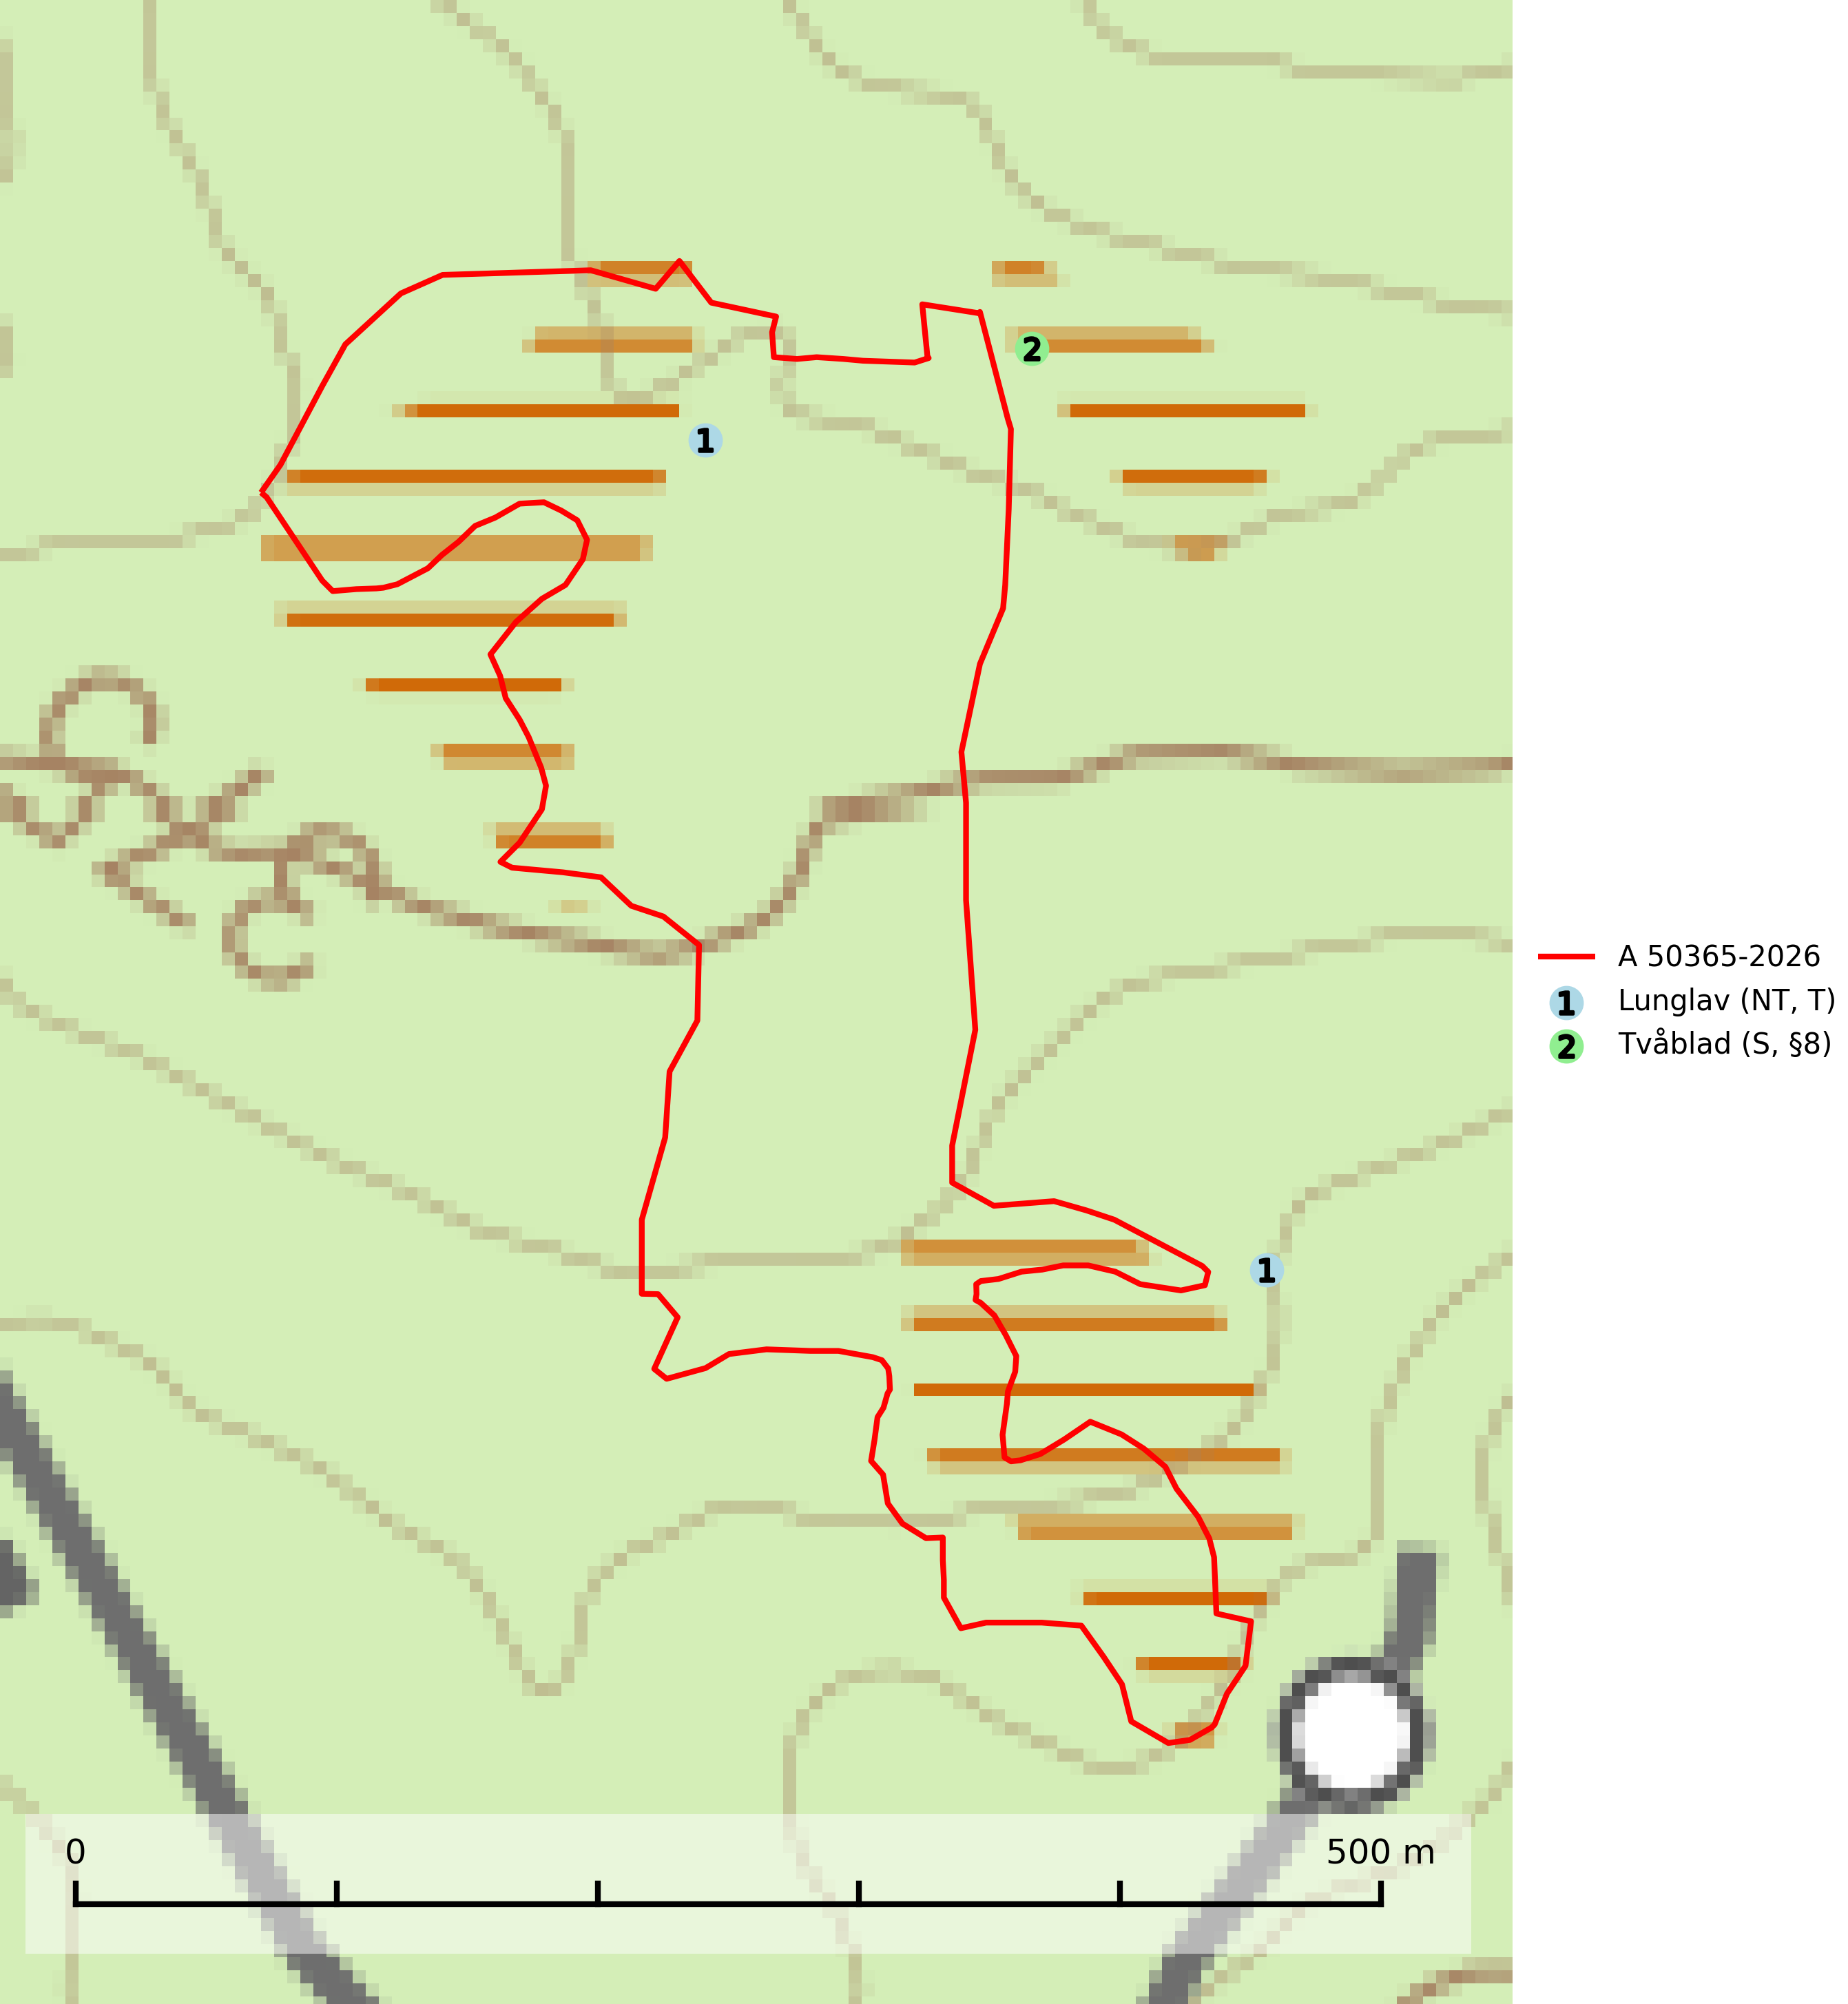 2
1
A 50365-2026
1 Lunglav (NT, T)
2 Tvåblad (S, §8)
1
0 500 m